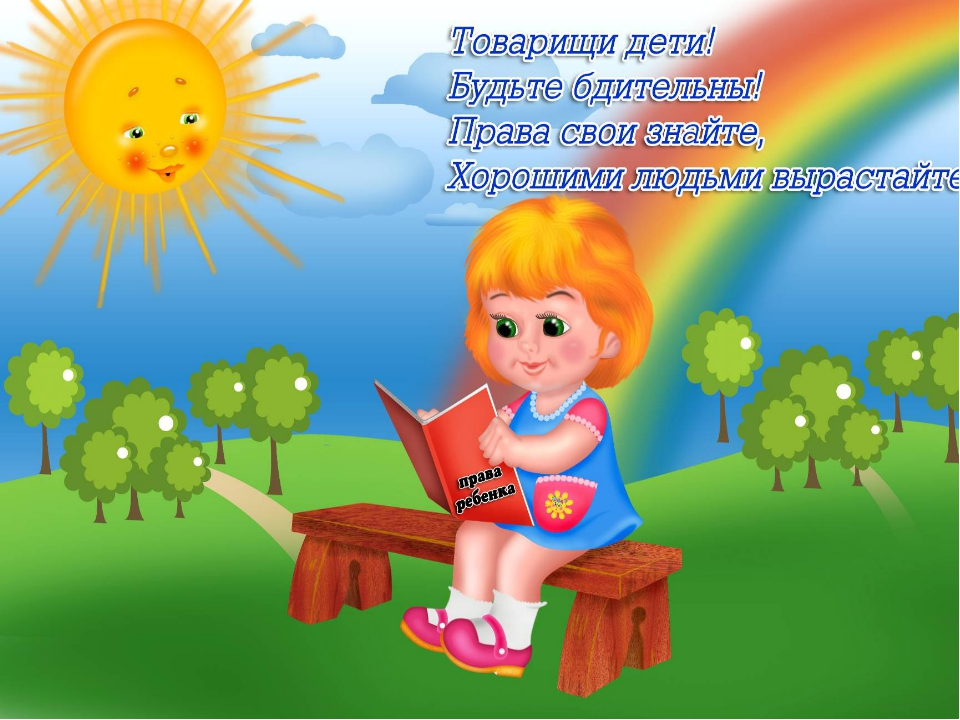 Товарищи дети!
Будьте бдительны!
Права свои знайте,
Хорошими людьми вырастайте
права
ребенка